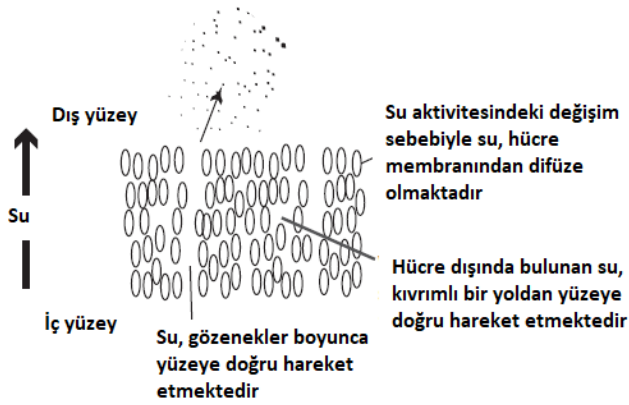 Dış yüzey
Su
İç yüzey
Su aktivitesindeki değişim
sebebiyle su, hücre
membranından difüze
olmaktadır
Hücre dışında bulunan su,
kıvrımlı bir yoldan yüzeye
doğru hareket etmektedir
Su, gözenekler boyunca
yüzeye doğru hareket
etmektedir